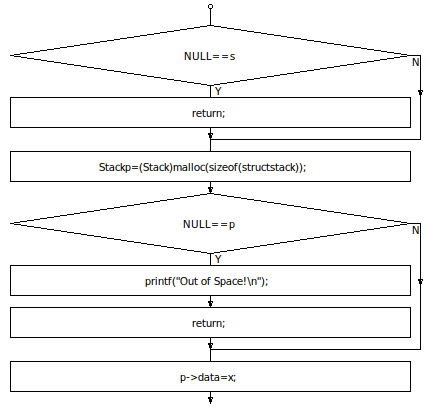 NULL==s
N
Y
return;
Stackp=(Stack)malloc(sizeof(structstack));
NULL==p
N
Y
printf("Out of Space!\n");
return;
p->data=x;